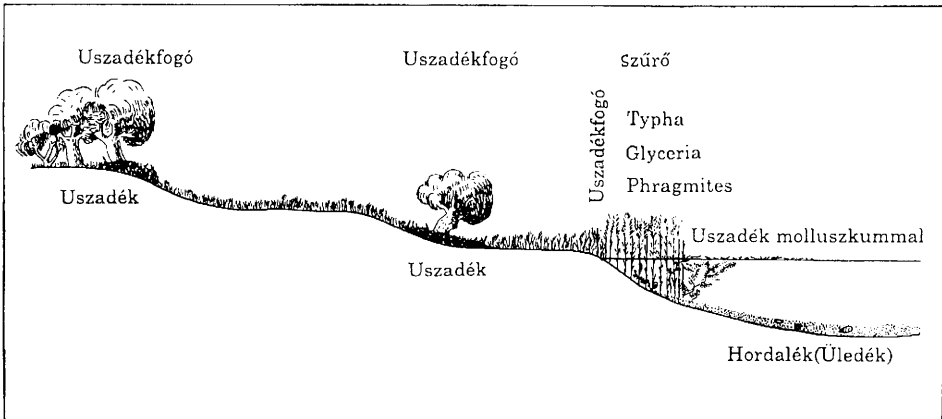 Uszadékfogó
Uszadékfogó
Szűrő
Uszadékfogó
Typha
Glyceria
Phragmites
Uszadék
Uszadék molluszkummal
Uszadék
Hordalék(Üledék)